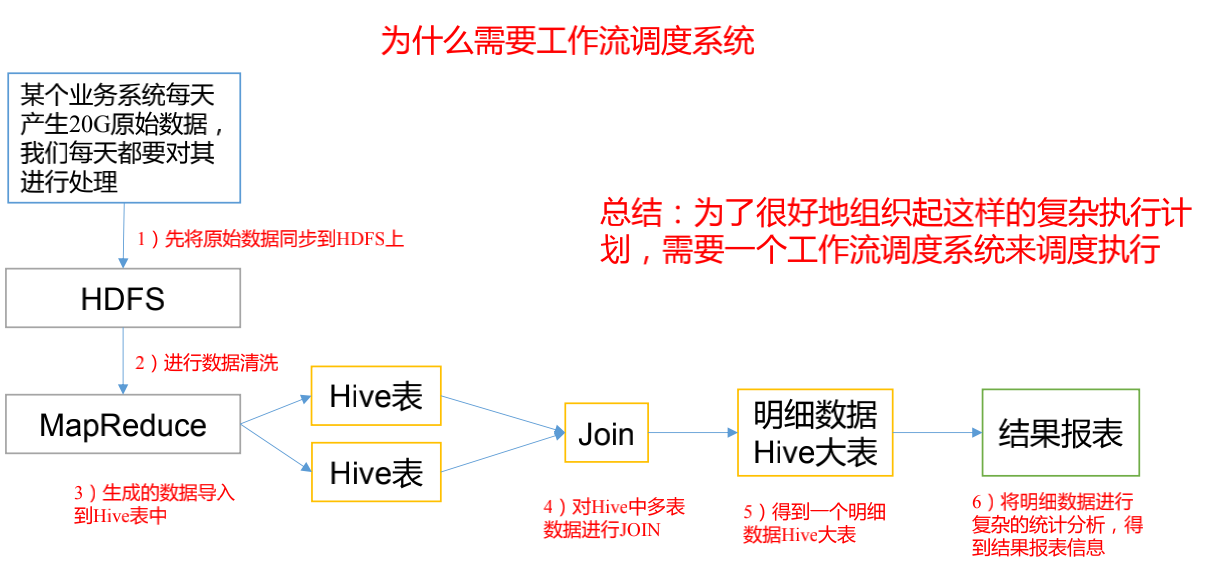 为什么需要工作流调度系统
某个业务系统每天
产生20G原始数据，
我们每天都要对其
进行处理
1）先将原始数据同步到HDFS上
总结：为了很好地组织起这样的复杂执行计
划，需要一个工作流调度系统来调度执行
HDFS
2）进行数据清洗
MapReduce
Hive表
Hive表
Join
明细数据
Hive大表
结果报表
3）生成的数据导入
到Hive表中
4）对Hive中多表
数据进行JOIN
5）得到一个明细
数据Hive大表
6）将明细数据进行
复杂的统计分析，得
到结果报表信息